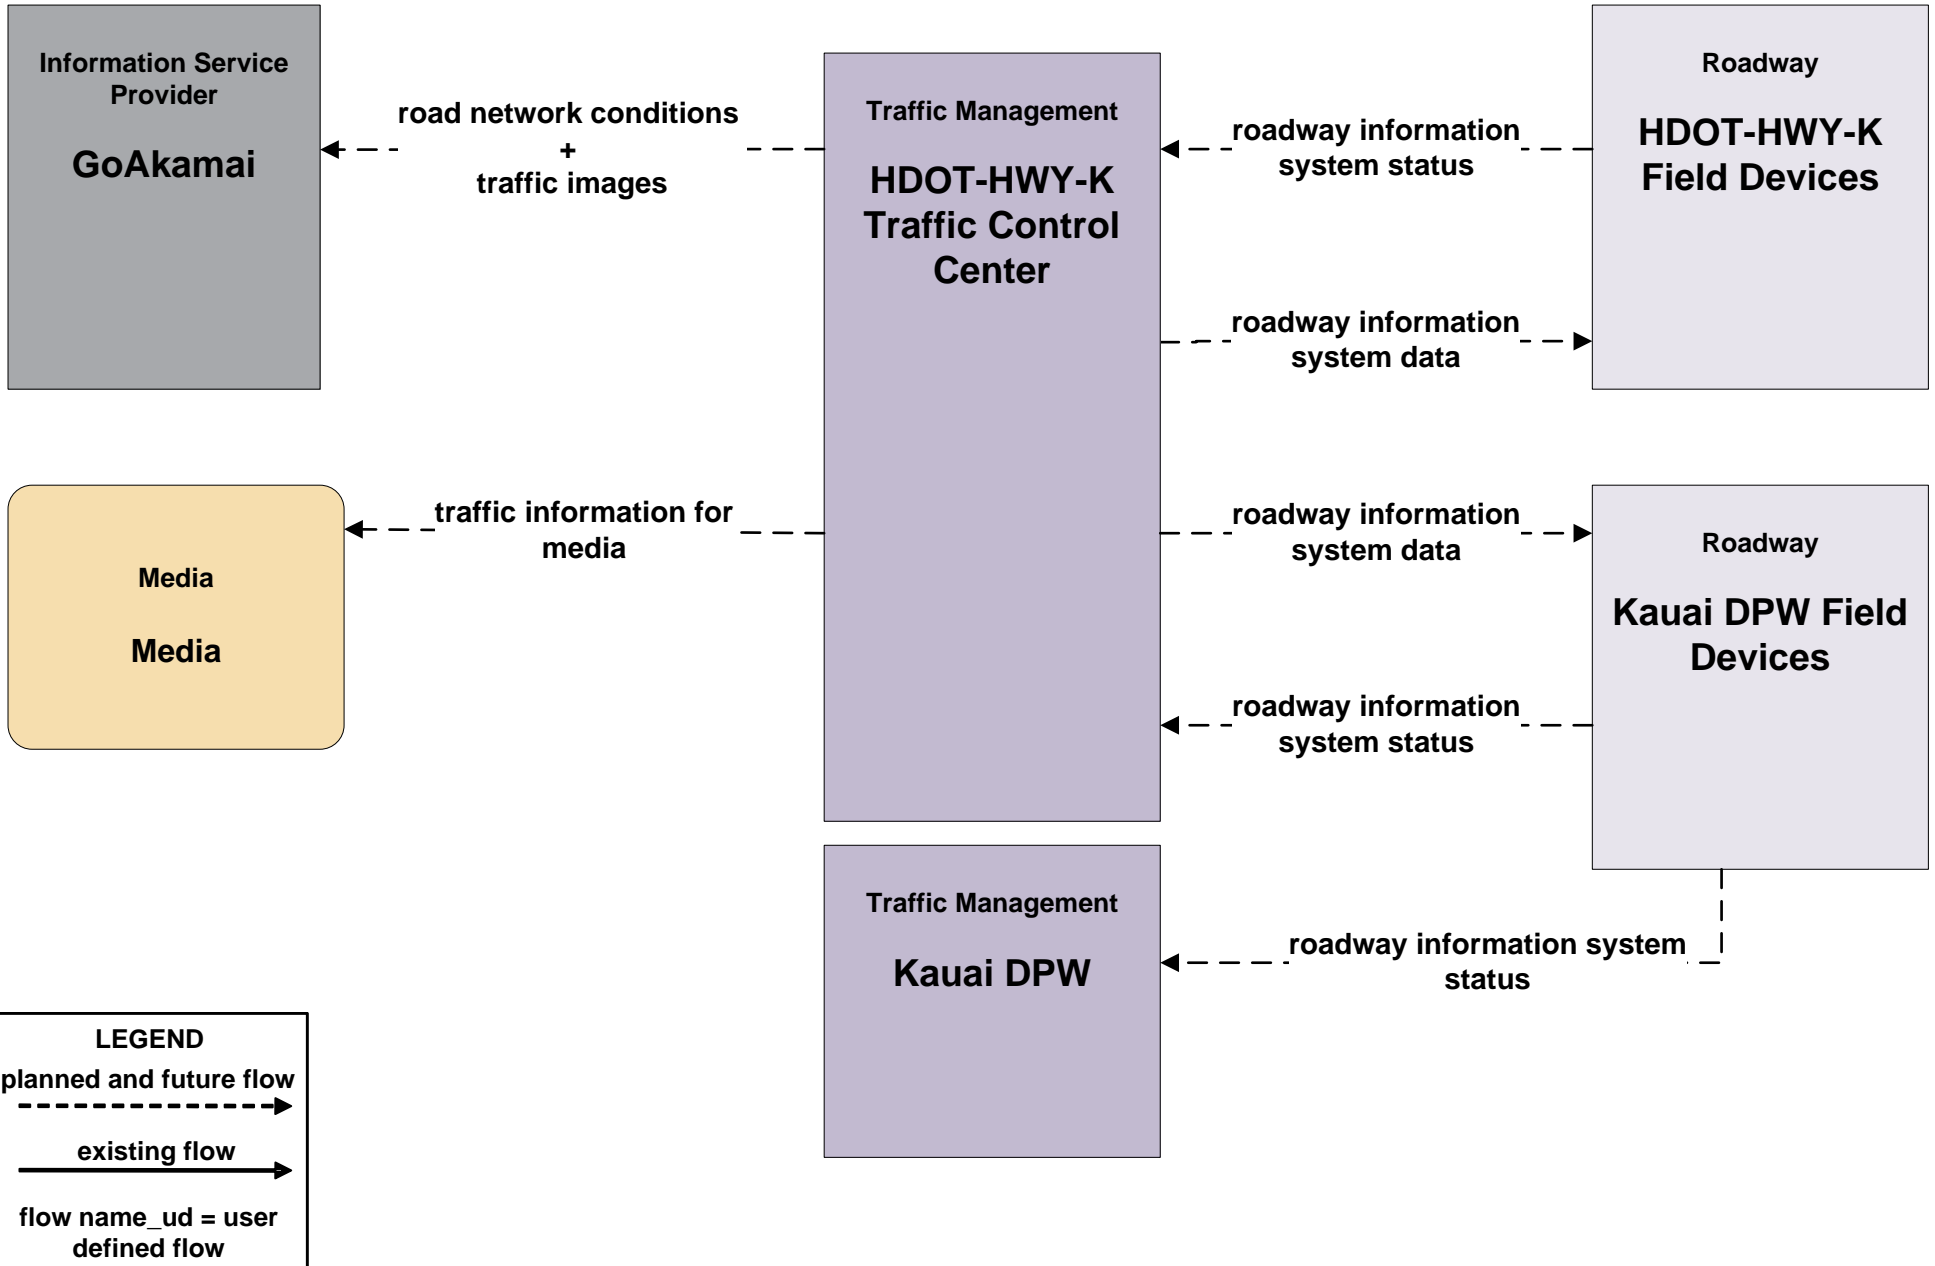 Information Service
Provider
GoAkamai
road network conditions
+
traffic images
Traffic Management
HDOT-HWY-K
Traffic Control
Center
roadway information
system status
Roadway
HDOT-HWY-K
Field Devices
roadway information
system data
Media
Media
traffic information for
media
roadway information
system data
Roadway
Kauai DPW Field
Devices
roadway information
system status
Traffic Management
Kauai DPW
roadway information system
status
LEGEND
planned and future flow
existing flow
flow name_ud = user
defined flow